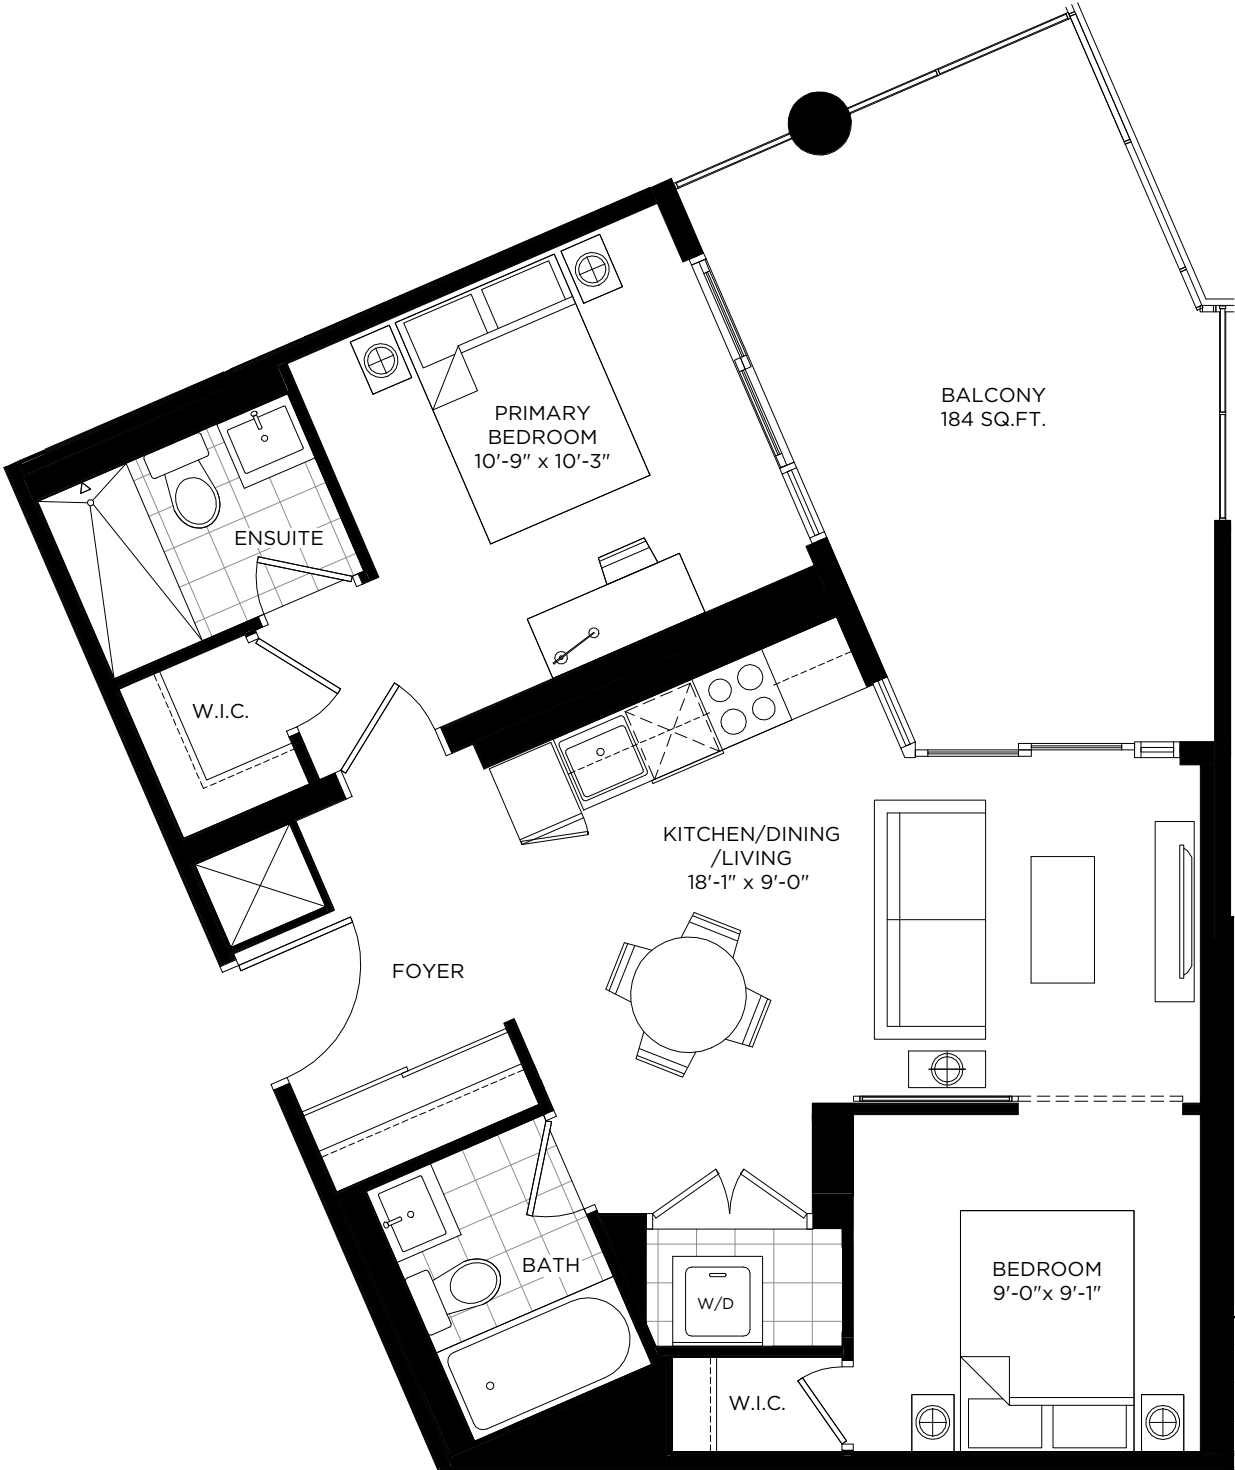 BALCONY
184 SQ.FT.
PRIMARY
BEDROOM
10'-9" x 10'-3"
ENSUITE
W.I.C.
KITCHEN/DINING
/LIVING
18'-1" x 9'-0"
FOYER
BATH
W/D
BEDROOM
9'-0"x 9'-1"
W.I.C.